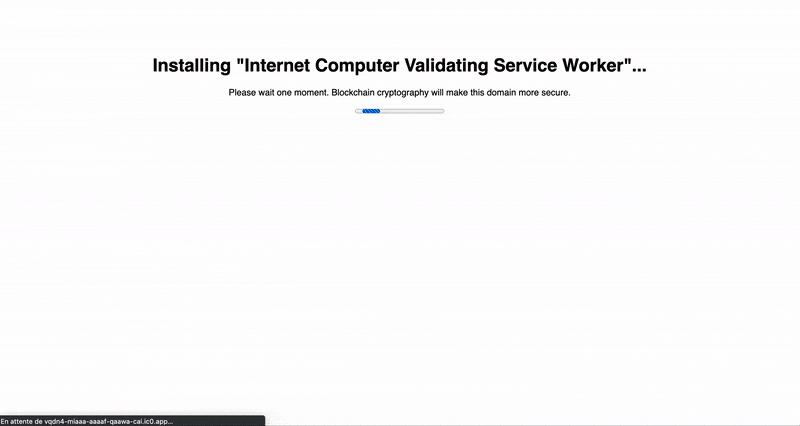 Installing "Internet Computer Validating Service Worker"...
Please wait one moment. Blockchain cryptography will make this domain more secure.
En attente de vqdn4-miaaa-aaaaf-qaawa-cai.ic0.app...